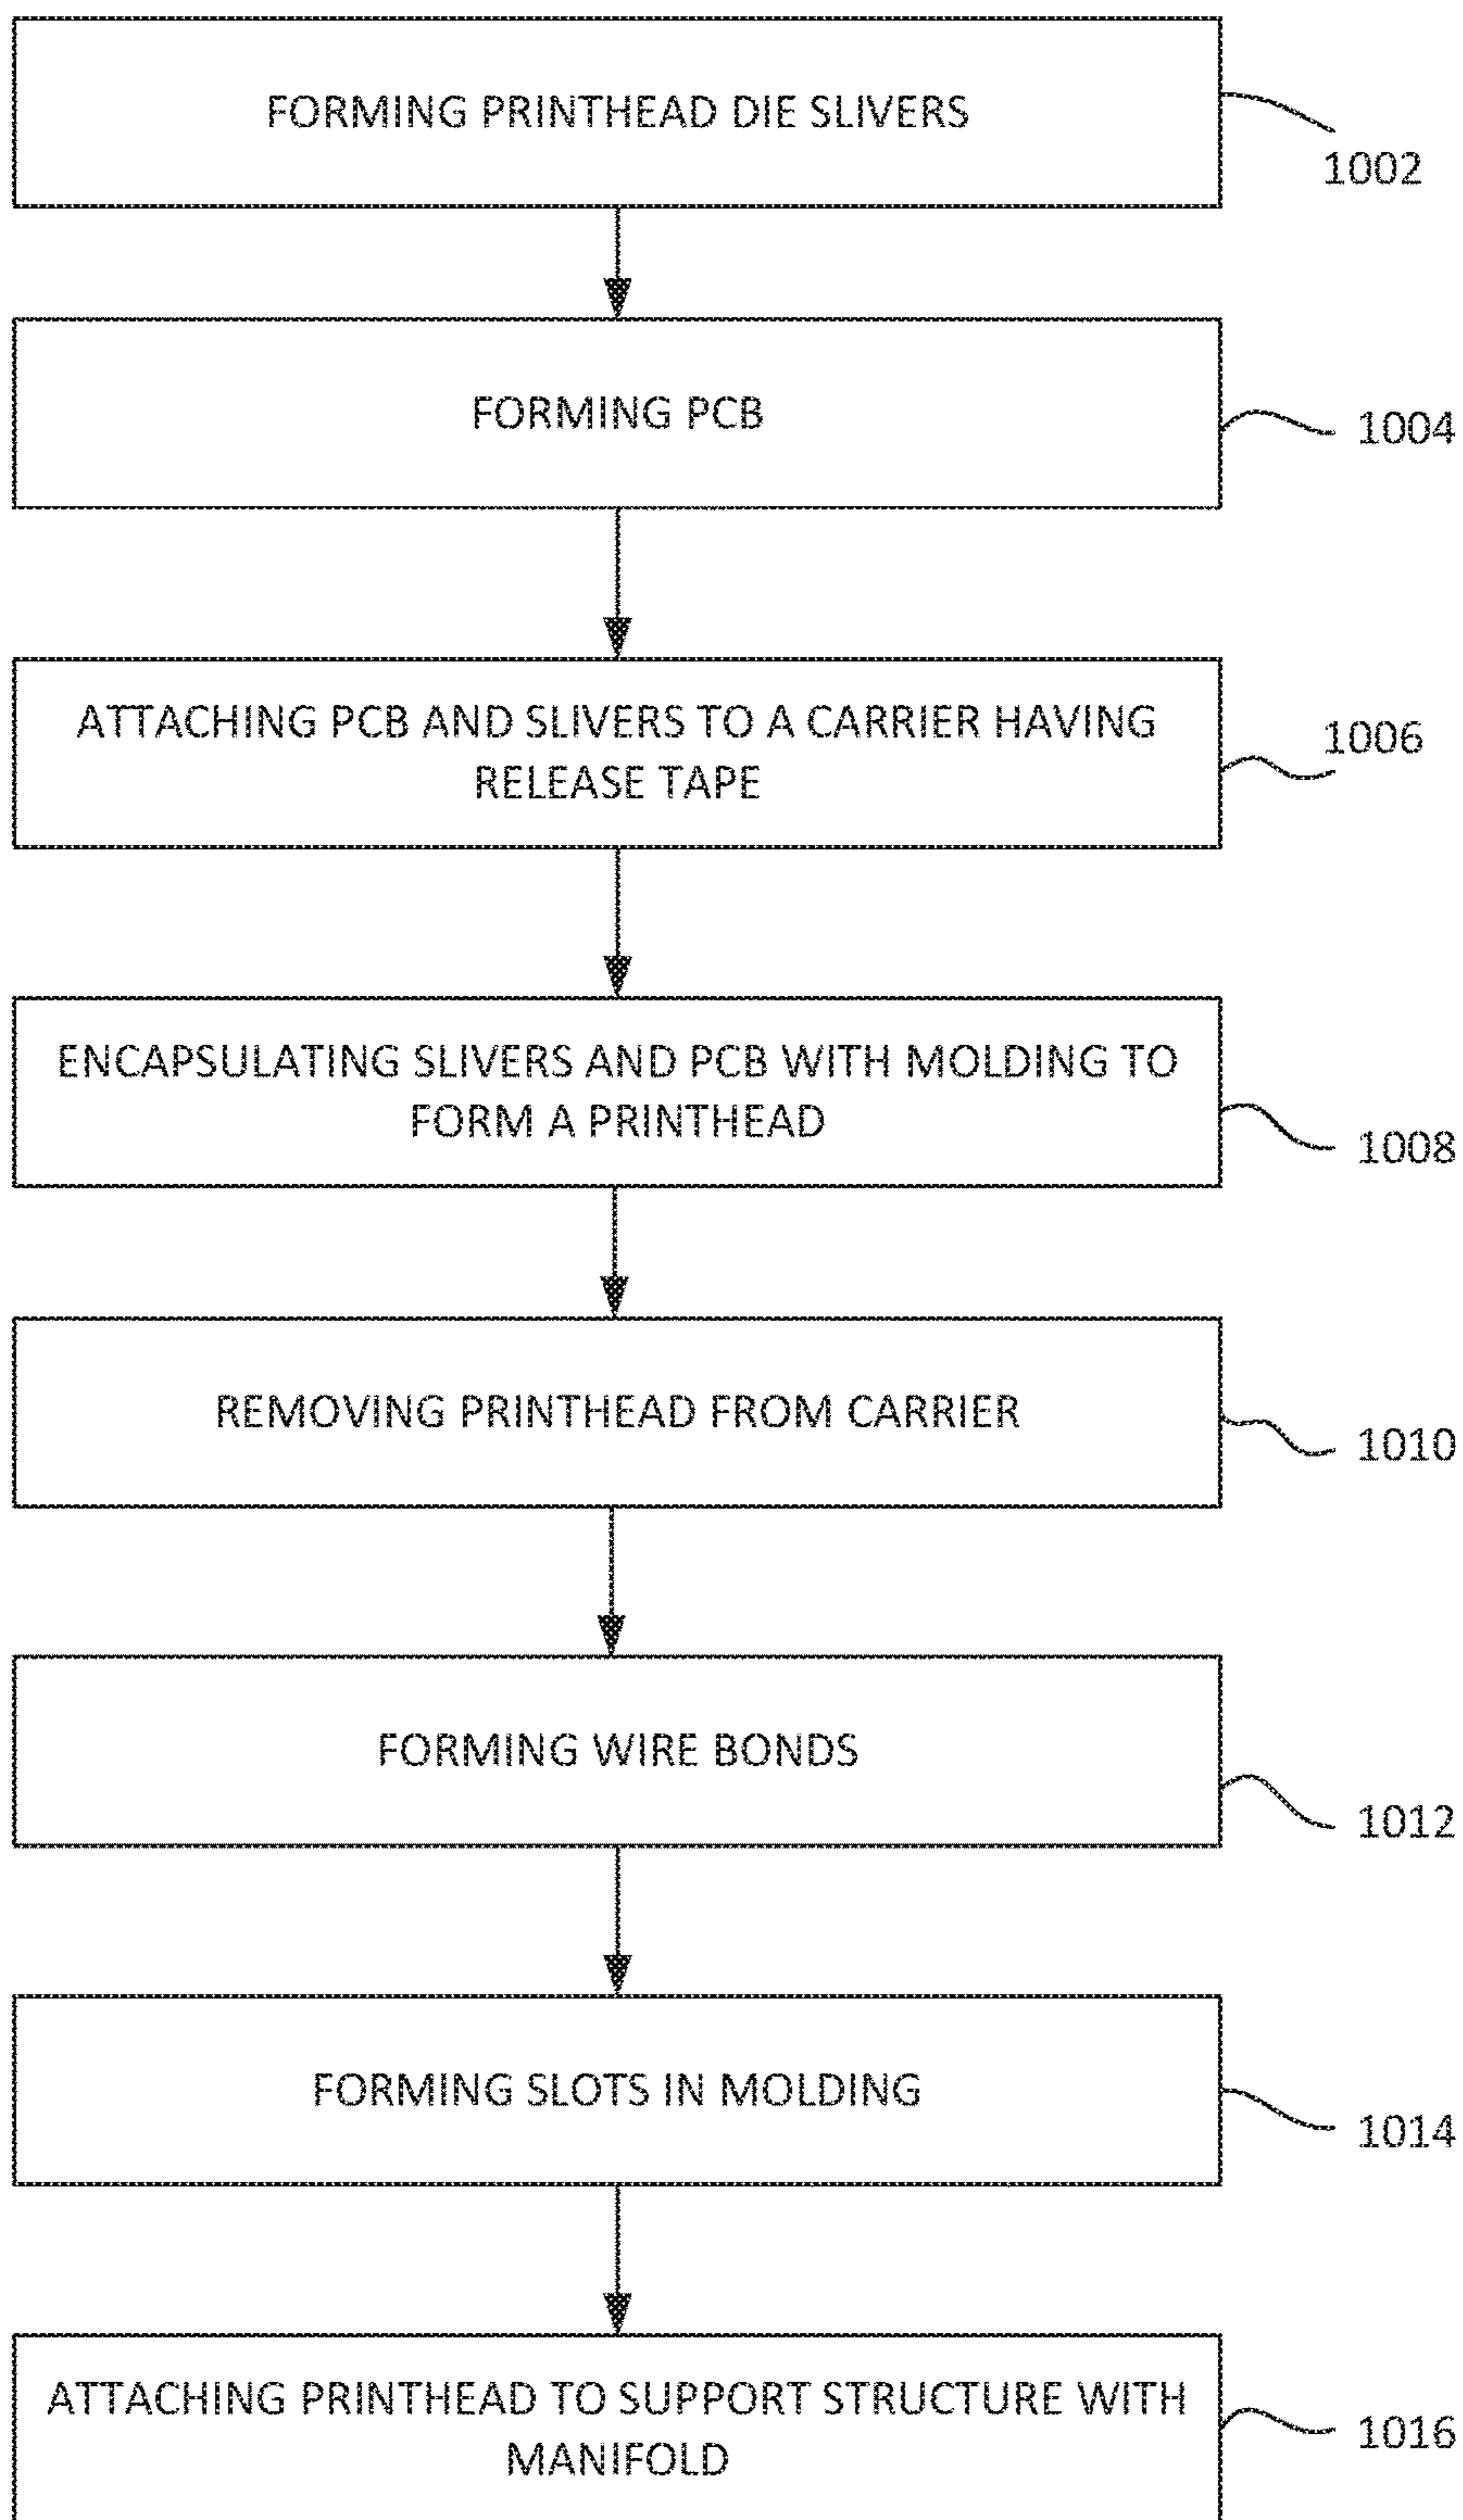 FORMING PRINTHEAD DIE SLIVERS
1002
FORMING PCB
1004
ATTACHING PCB AND SLIVERS TO A CARRIER HAVING
RELEASE TAPE
1006
ENCAPSULATING SLIVERS AND PCB WITH MOLDING TO
FORM A PRINTHEAD
1008
REMOVING PRINTHEAD FROM CARRIER
1010
FORMING WIRE BONDS
1012
FORMING SLOTS IN MOLDING
1014
ATTACHING PRINTHEAD TO SUPPORT STRUCTURE WITH
MANIFOLD
1016